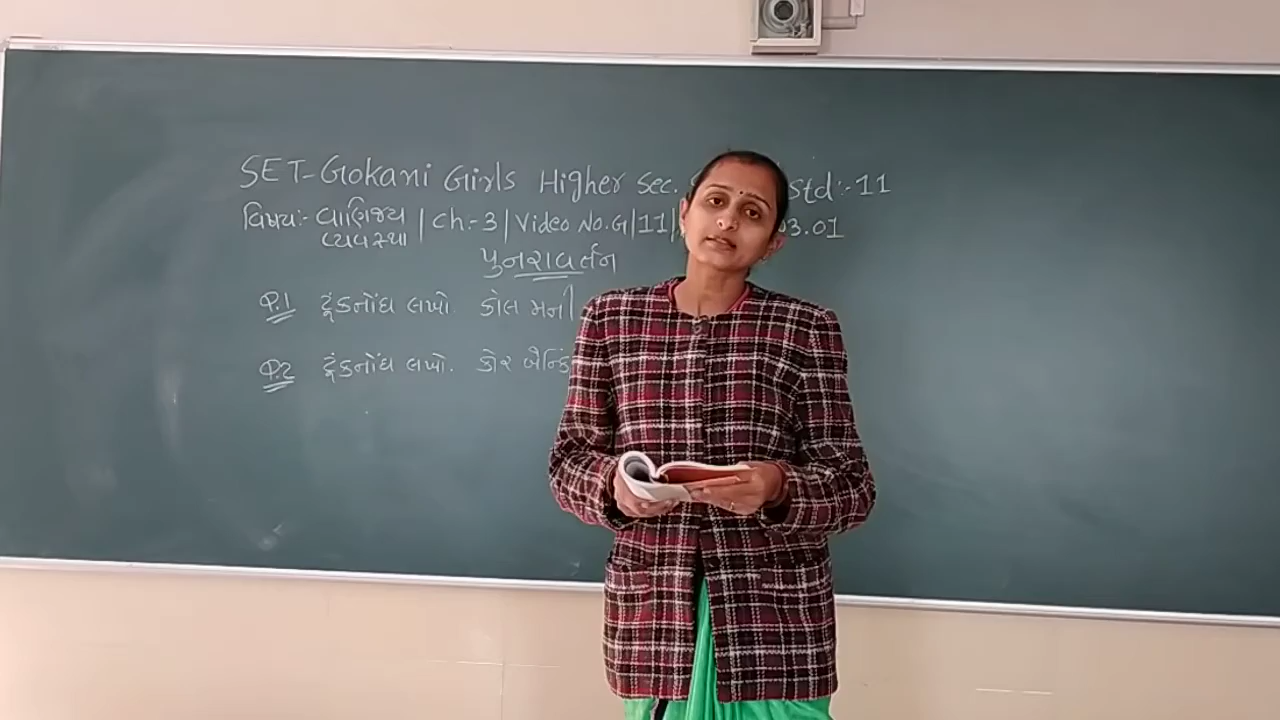 SET-Gokani Girls Higher Sec. Std:-11
વિષય:- વાણિજ્ય વ્યવસ્થા | Ch:-3 | Video No.G|11| 03.01
પુનરાવર્તન
Q.1 ટૂંકનોંધ લખો. કોલ મની
Q.2 ટૂંકનોંધ લખો. કોર બૅન્કિં